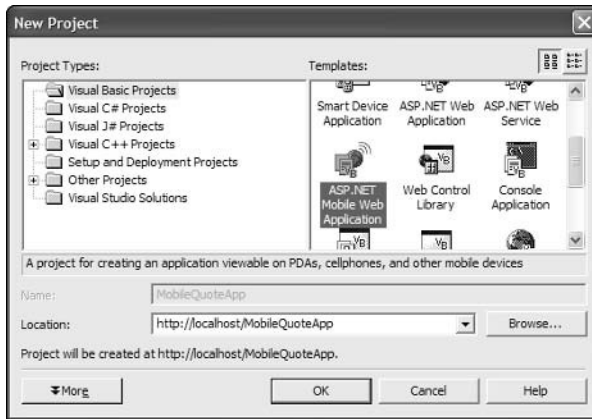 New Project
Project Types:
Templates:
Visual Basic Projects
Visual C# Projects
Visual J# Projects
Visual C++ Projects
Setup and Deployment Projects
Other Projects
Visual Studio Solutions
Smart Device Application
ASP.NET Web Application
ASP.NET Web Service
ASP.NET Mobile Web Application
Web Control Library
Console Application
A project for creating an application viewable on PDAs, cellphones, and other mobile devices
Name:
MobileQuoteApp
Location:
http://localhost/MobileQuoteApp
Browse...
Project will be created at http://localhost/MobileQuoteApp.
More
OK
Cancel
Help